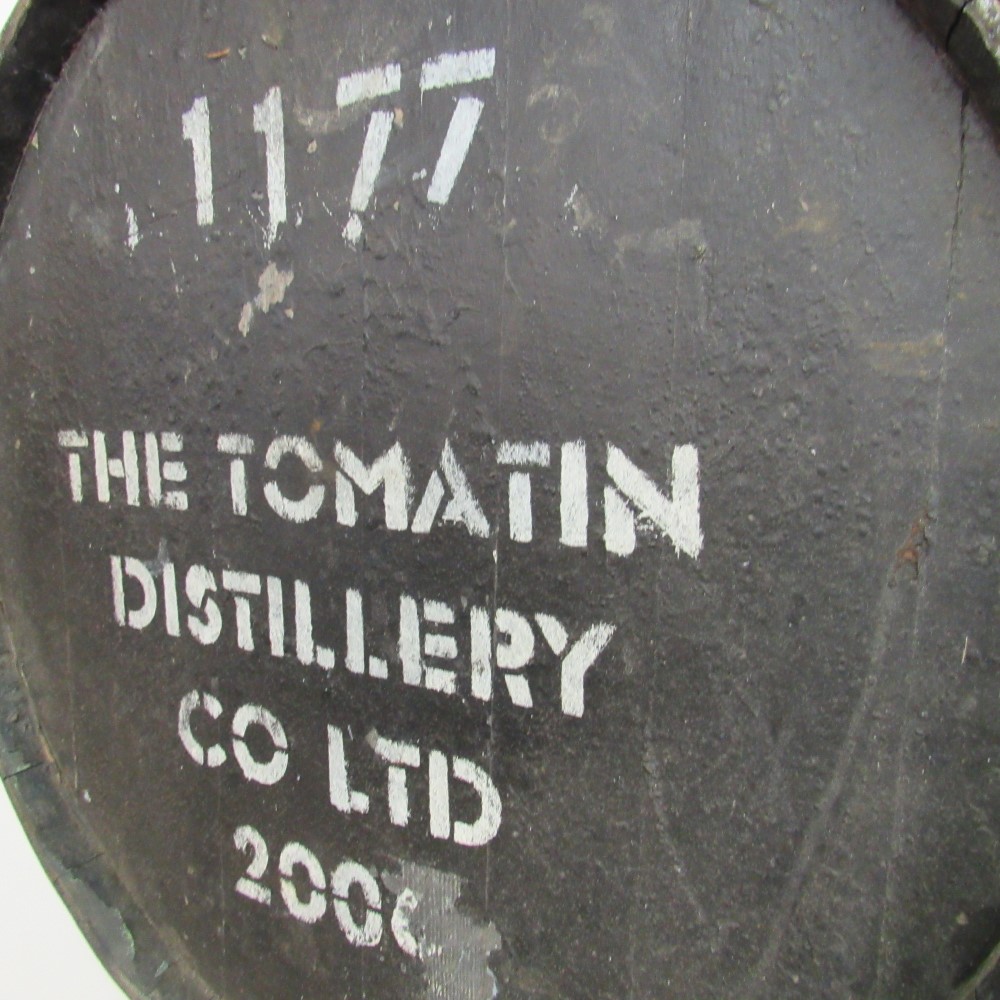 1177
THE TOMATIN
DISTILLERY
CO LTD